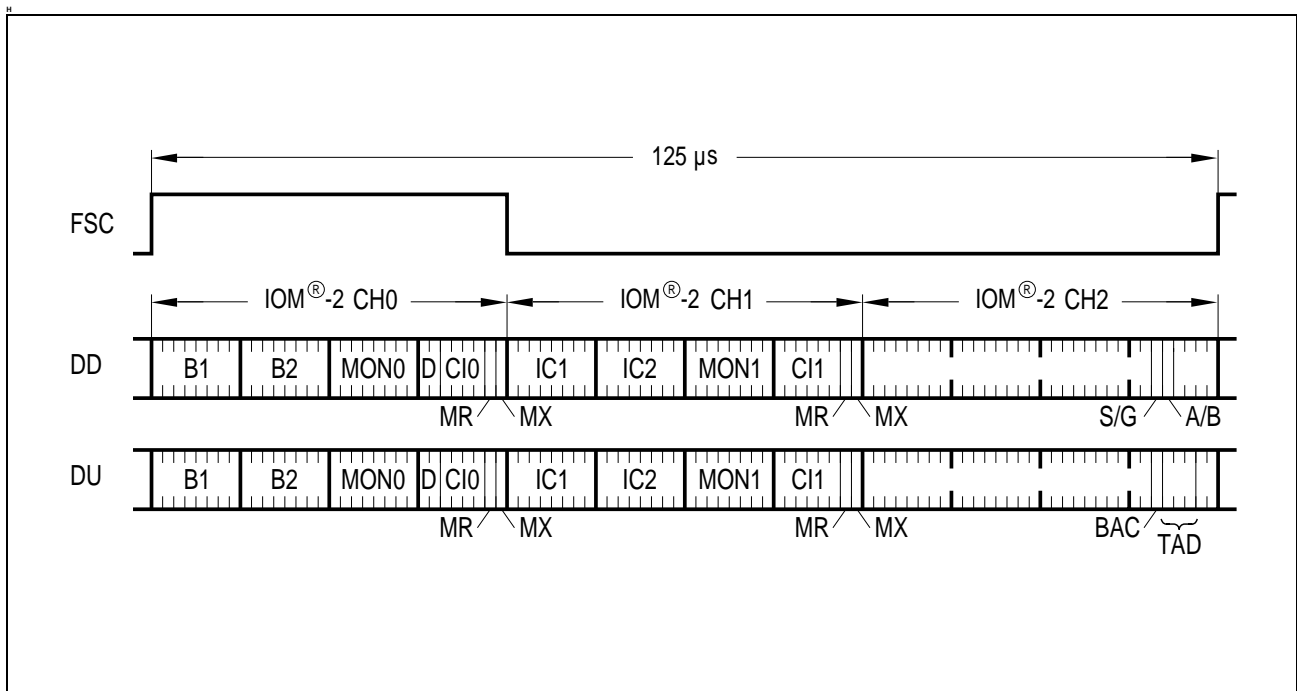 H
125 µs
FSC
IOM®-2 CH0 IOM®-2 CH1 IOM®-2 CH2
DD B1 B2 MON0 D CI0 IC1 IC2 MON1 CI1
MR MX MR MX S/G A/B
DU B1 B2 MON0 D CI0 IC1 IC2 MON1 CI1
MR MX MR MX BAC TAD